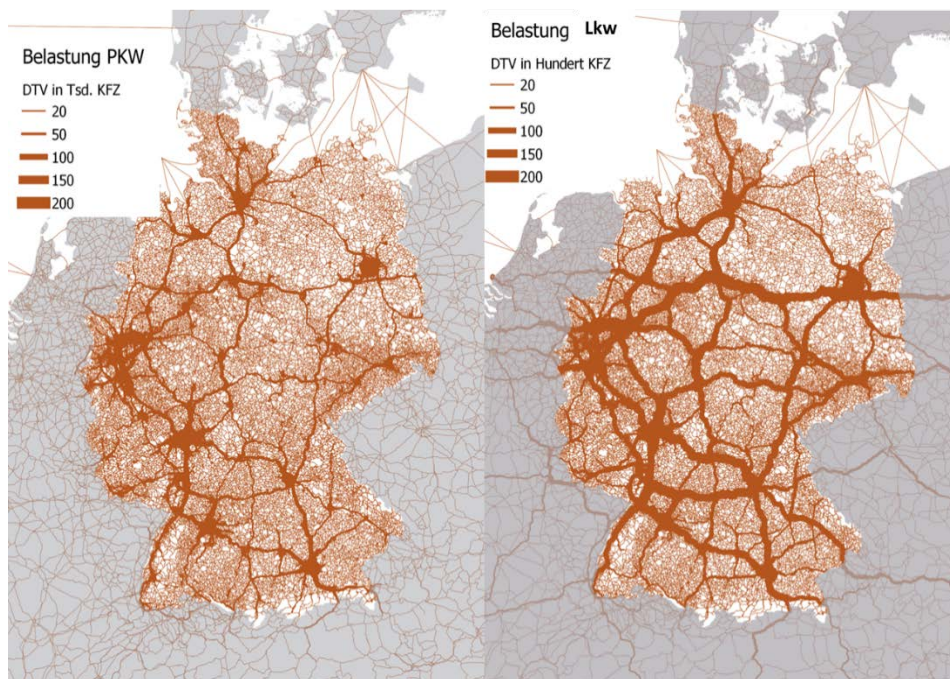 Belastung PKW
DTV in Tsd. KFZ
20
50
100
150
200
Belastung Lkw
DTV in Hundert KFZ
20
50
100
150
200